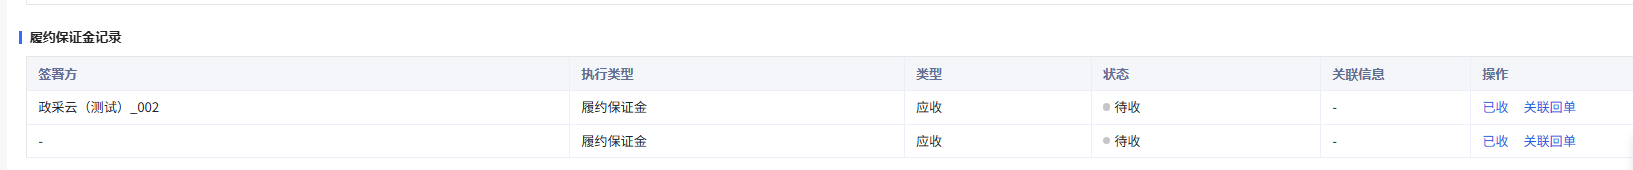 履约保证金记录
签署方 执行类型 类型 状态 关联信息 操作
政采云（测试）_002 履约保证金 应收 待收 - 已收 关联回单
- 履约保证金 应收 待收 - 已收 关联回单